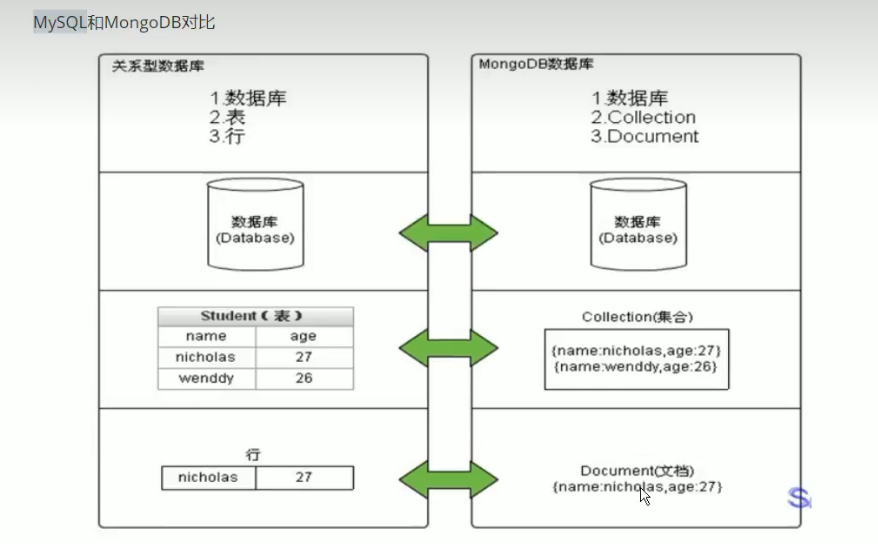 MySQL和MongoDB对比
关系型数据库
1.数据库
2.表
3.行
MongoDB数据库
1.数据库
2.Collection
3.Document
数据库
(Database)
数据库
(Database)
Student(表)
name age
nicholas 27
wenddy 26
Collection(集合)
{name:nicholas,age:27}
{name:wenddy,age:26}
行
nicholas 27
Document(文档)
{name:nicholas,age:27}
S